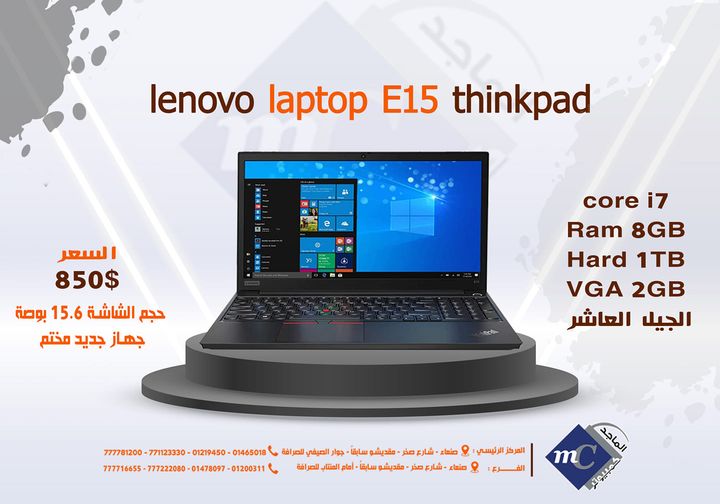 lenovo laptop E15 thinkpad
السعر
850$
حجم الشاشة 15.6 بوصة
جهاز جديد مختم
core i7
Ram 8GB
Hard 1TB
VGA 2GB
الجيل العاشر
الماجد
mC
كمبيوتر
المركز الرئيسي : صنعاء - شارع صخر - مقديشو سابقاً - جوار الصيفي للصرافة 01465018 - 01219450 - 771123330 - 777781200
الفرع : صنعاء - شارع صخر - مقديشو سابقاً - أمام المنتاب للصرافة 01200311 - 01478097 - 777222080 - 777716655